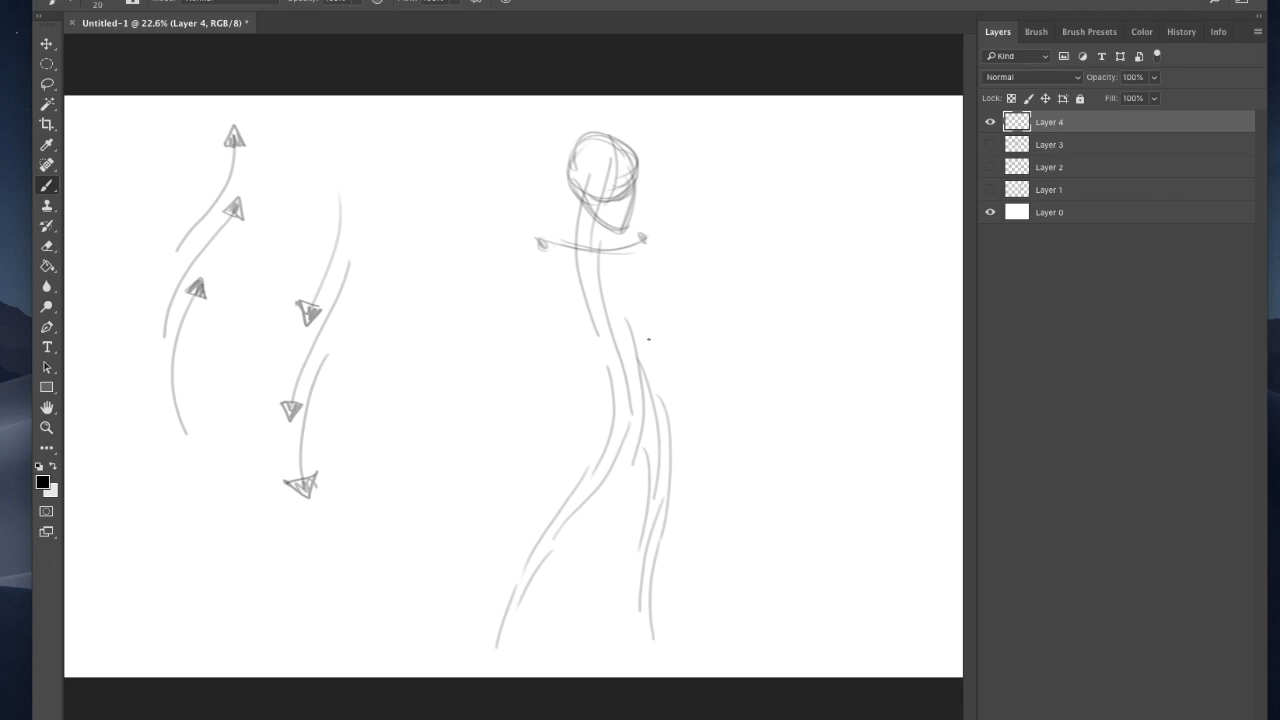 20
Untitled-1 @ 22.6% (Layer 4, RGB/8) *
Layers Brush Brush Presets Color History Info
Kind
Normal Opacity: 100%
Lock: Fill: 100%
Layer 4
Layer 3
Layer 2
Layer 1
Layer 0